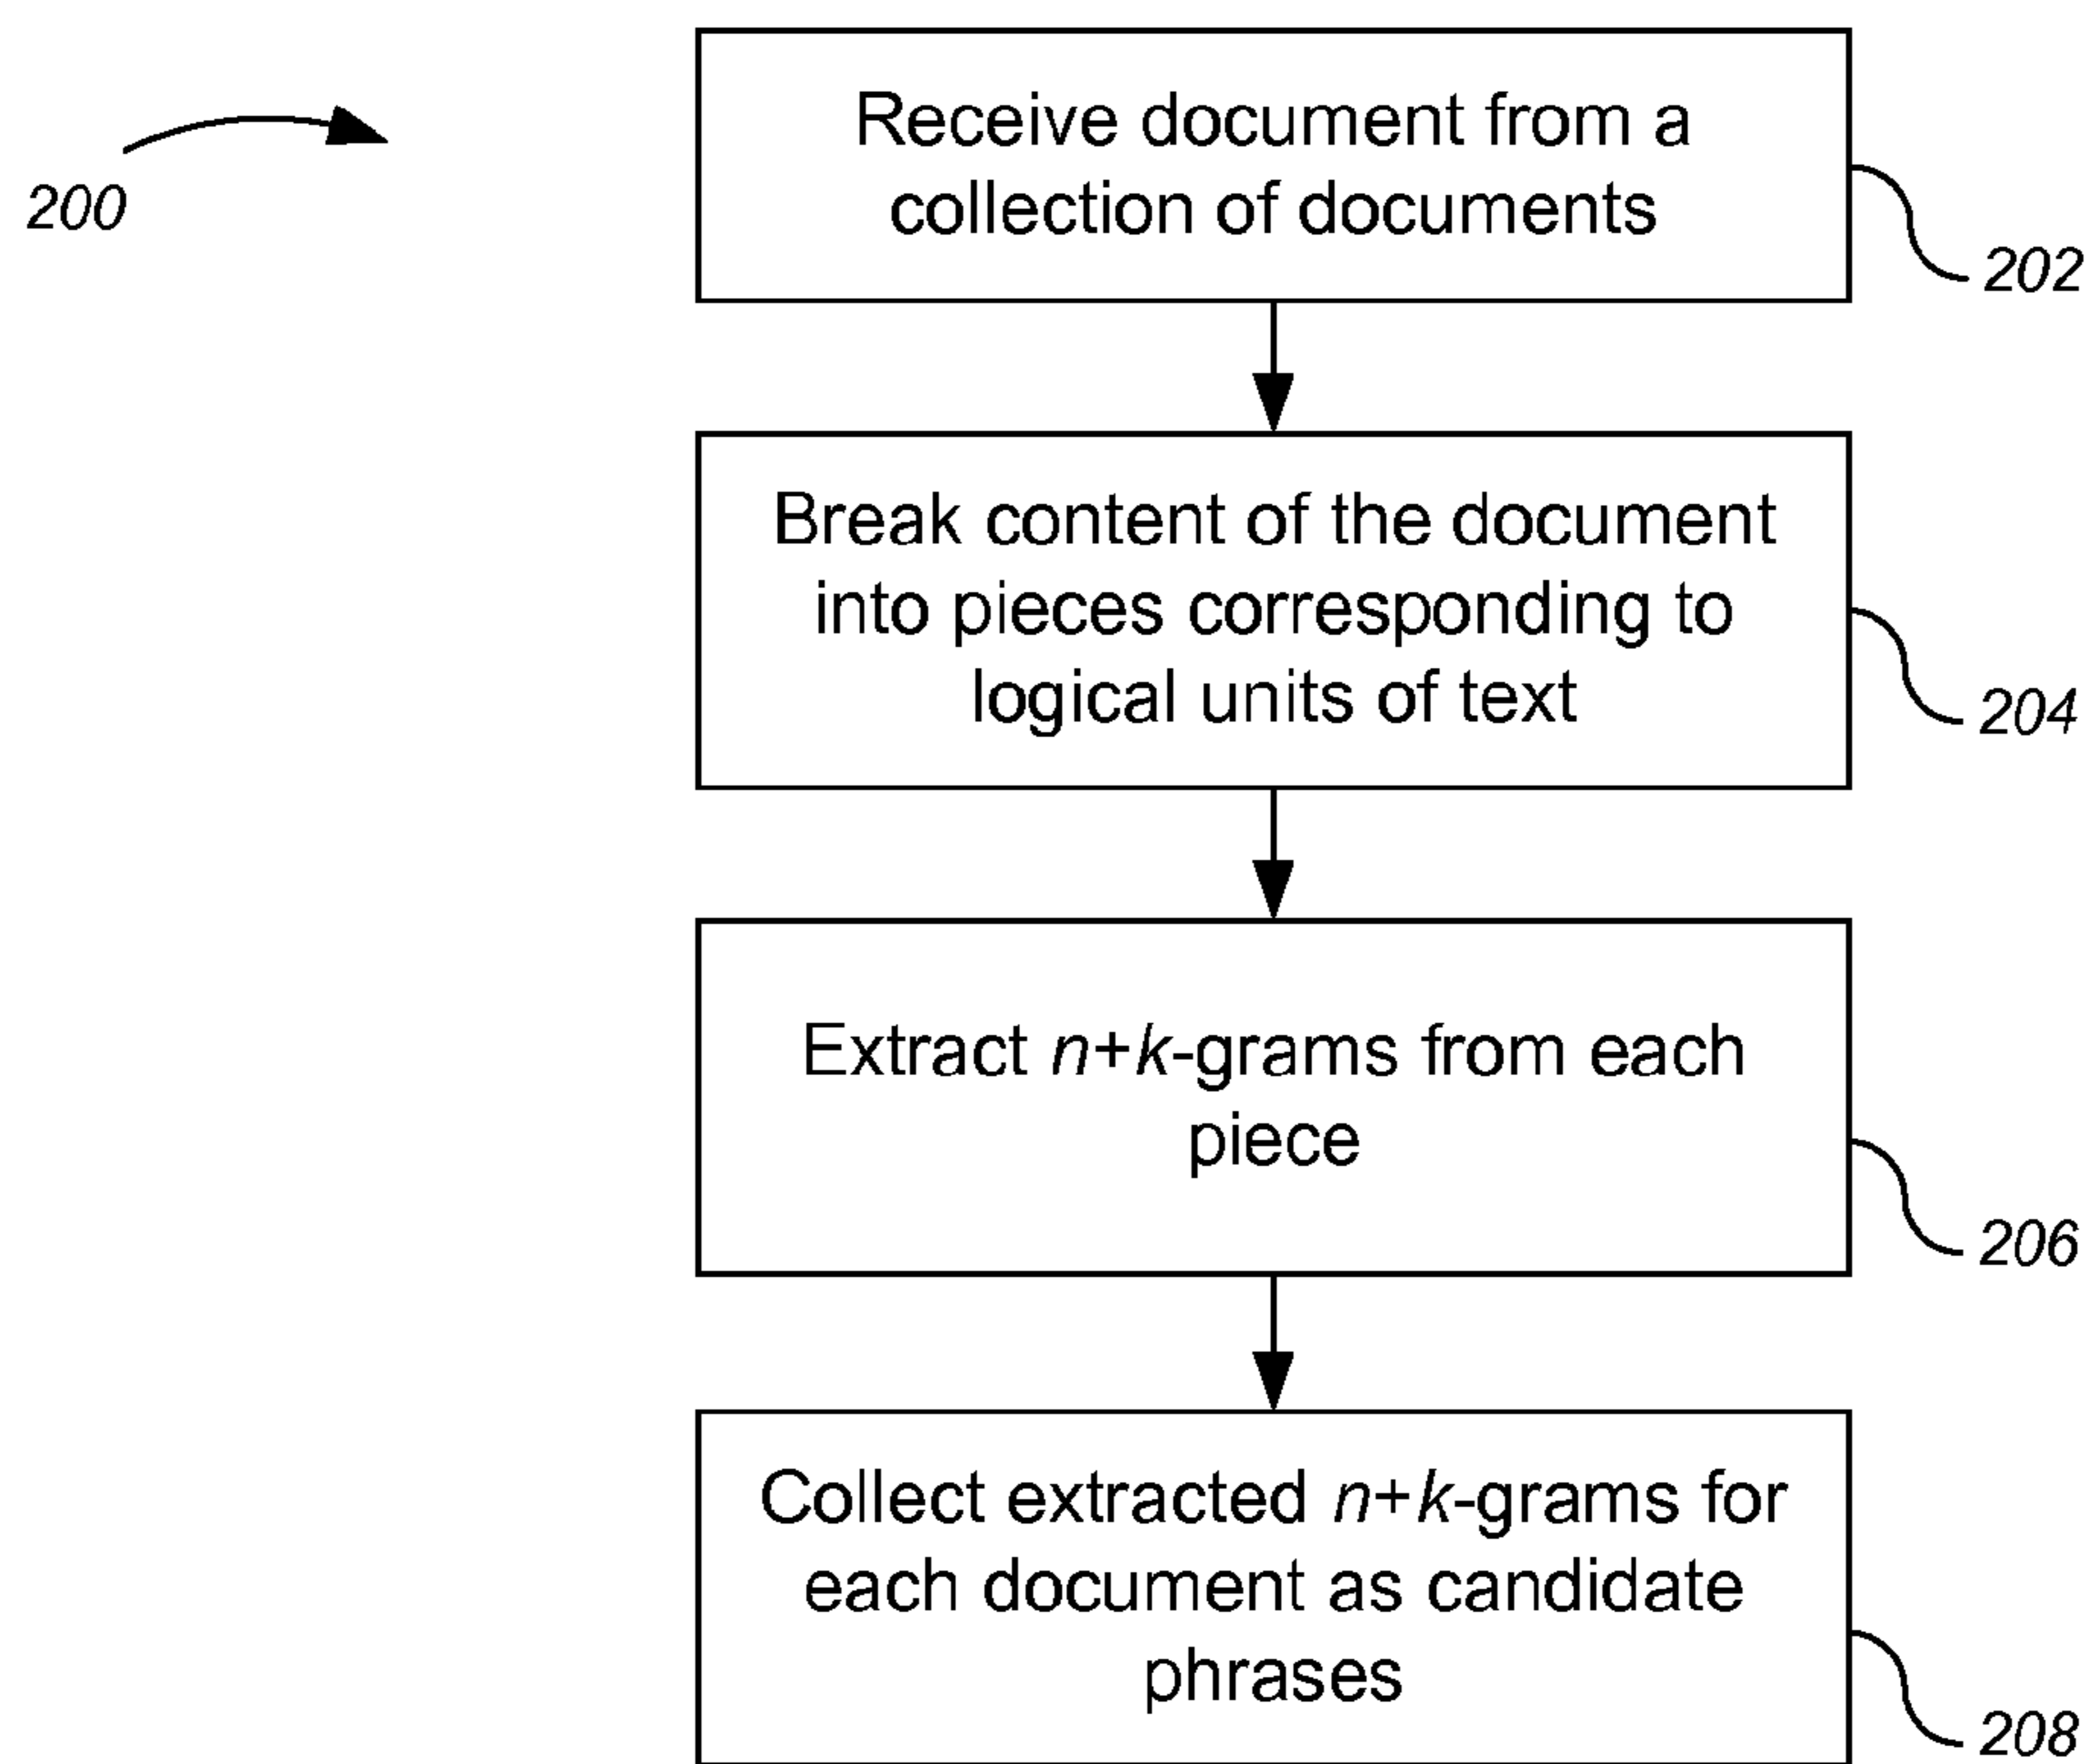 200
Receive document from a
collection of documents
202
Break content of the document
into pieces corresponding to
logical units of text
204
Extract n+k-grams from each
piece
206
Collect extracted n+k-grams for
each document as candidate
phrases
208